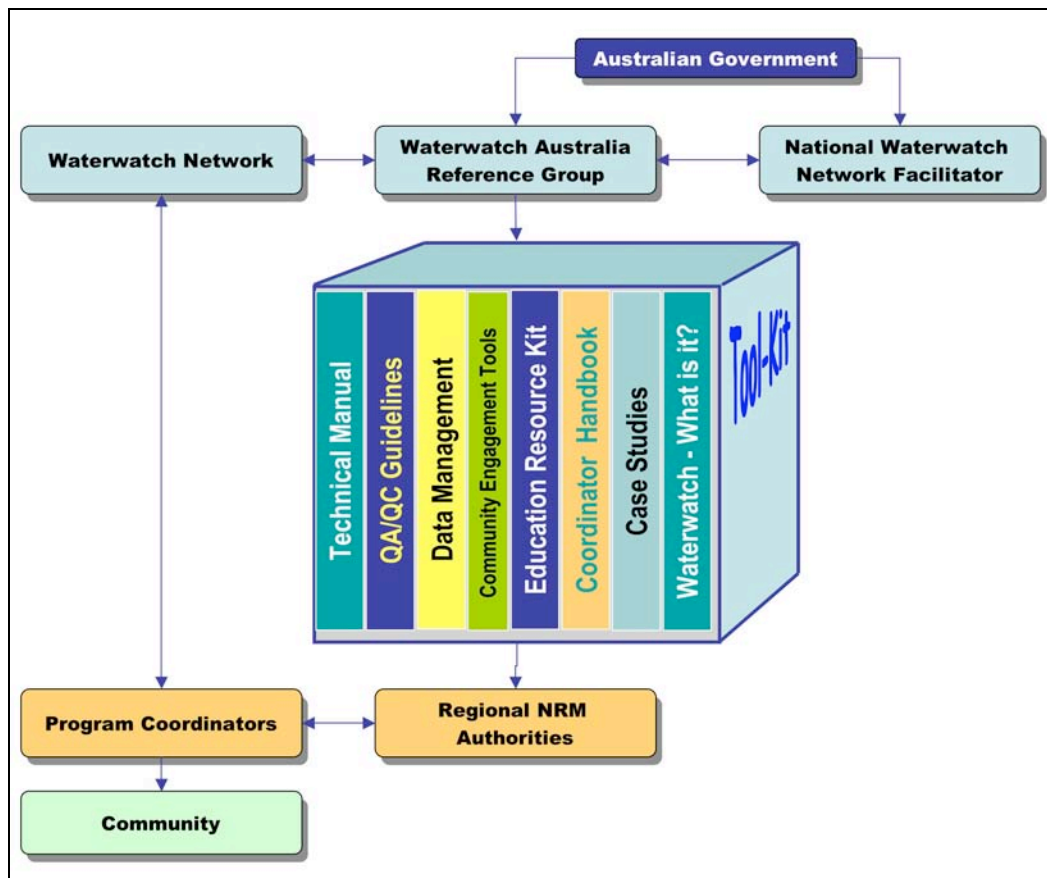 Australian Government
Waterwatch Network
Waterwatch Australia
Reference Group
National Waterwatch
Network Facilitator
Technical Manual
QA/QC Guidelines
Data Management
Community Engagement Tools
Education Resource Kit
Coordinator Handbook
Case Studies
Waterwatch - What is it?
Tool-Kit
Program Coordinators
Regional NRM
Authorities
Community